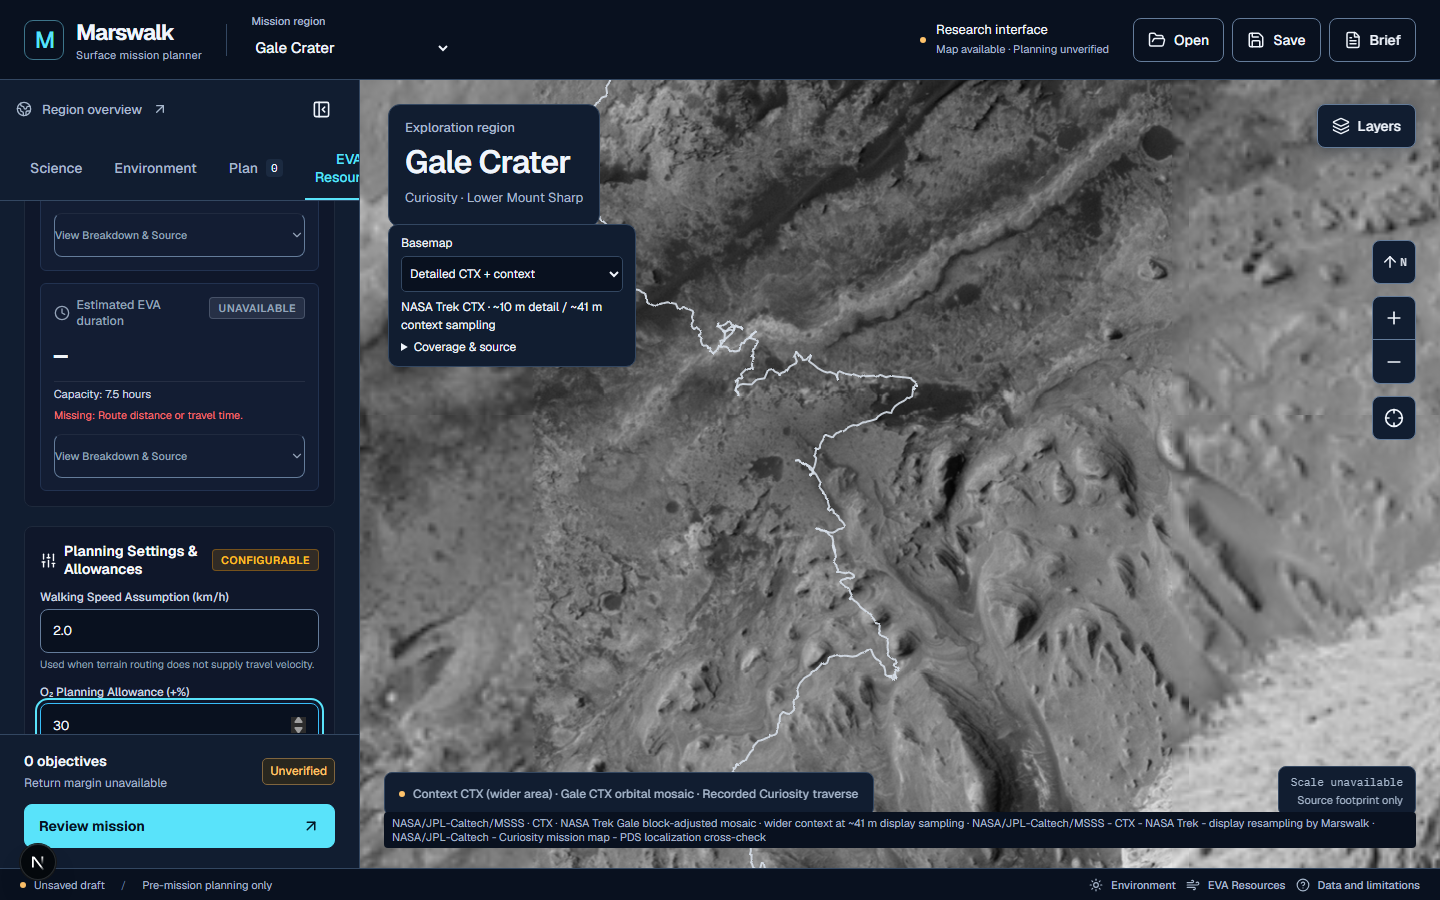 M
Marswalk
Surface mission planner
Mission region
Gale Crater
Research interface
Map available · Planning unverified
Open
Save
Brief
Region overview
Science
Environment
Plan 0
EVA
Resour
View Breakdown & Source
Estimated EVA
duration
UNAVAILABLE
–
Capacity: 7.5 hours
Missing: Route distance or travel time.
View Breakdown & Source
Planning Settings &
Allowances
CONFIGURABLE
Walking Speed Assumption (km/h)
2.0
Used when terrain routing does not supply travel velocity.
O₂ Planning Allowance (+%)
30
0 objectives
Return margin unavailable
Unverified
Review mission
N
Exploration region
Gale Crater
Curiosity · Lower Mount Sharp
Basemap
Detailed CTX + context
NASA Trek CTX · ~10 m detail / ~41 m
context sampling
Coverage & source
Layers
N
+
−
Context CTX (wider area) · Gale CTX orbital mosaic · Recorded Curiosity traverse
Scale unavailable
Source footprint only
NASA/JPL-Caltech/MSSS · CTX · NASA Trek Gale block-adjusted mosaic · wider context at ~41 m display sampling · NASA/JPL-Caltech/MSSS - CTX - NASA Trek - display resampling by Marswalk ·
NASA/JPL-Caltech - Curiosity mission map - PDS localization cross-check
Unsaved draft / Pre-mission planning only
Environment
EVA Resources
Data and limitations